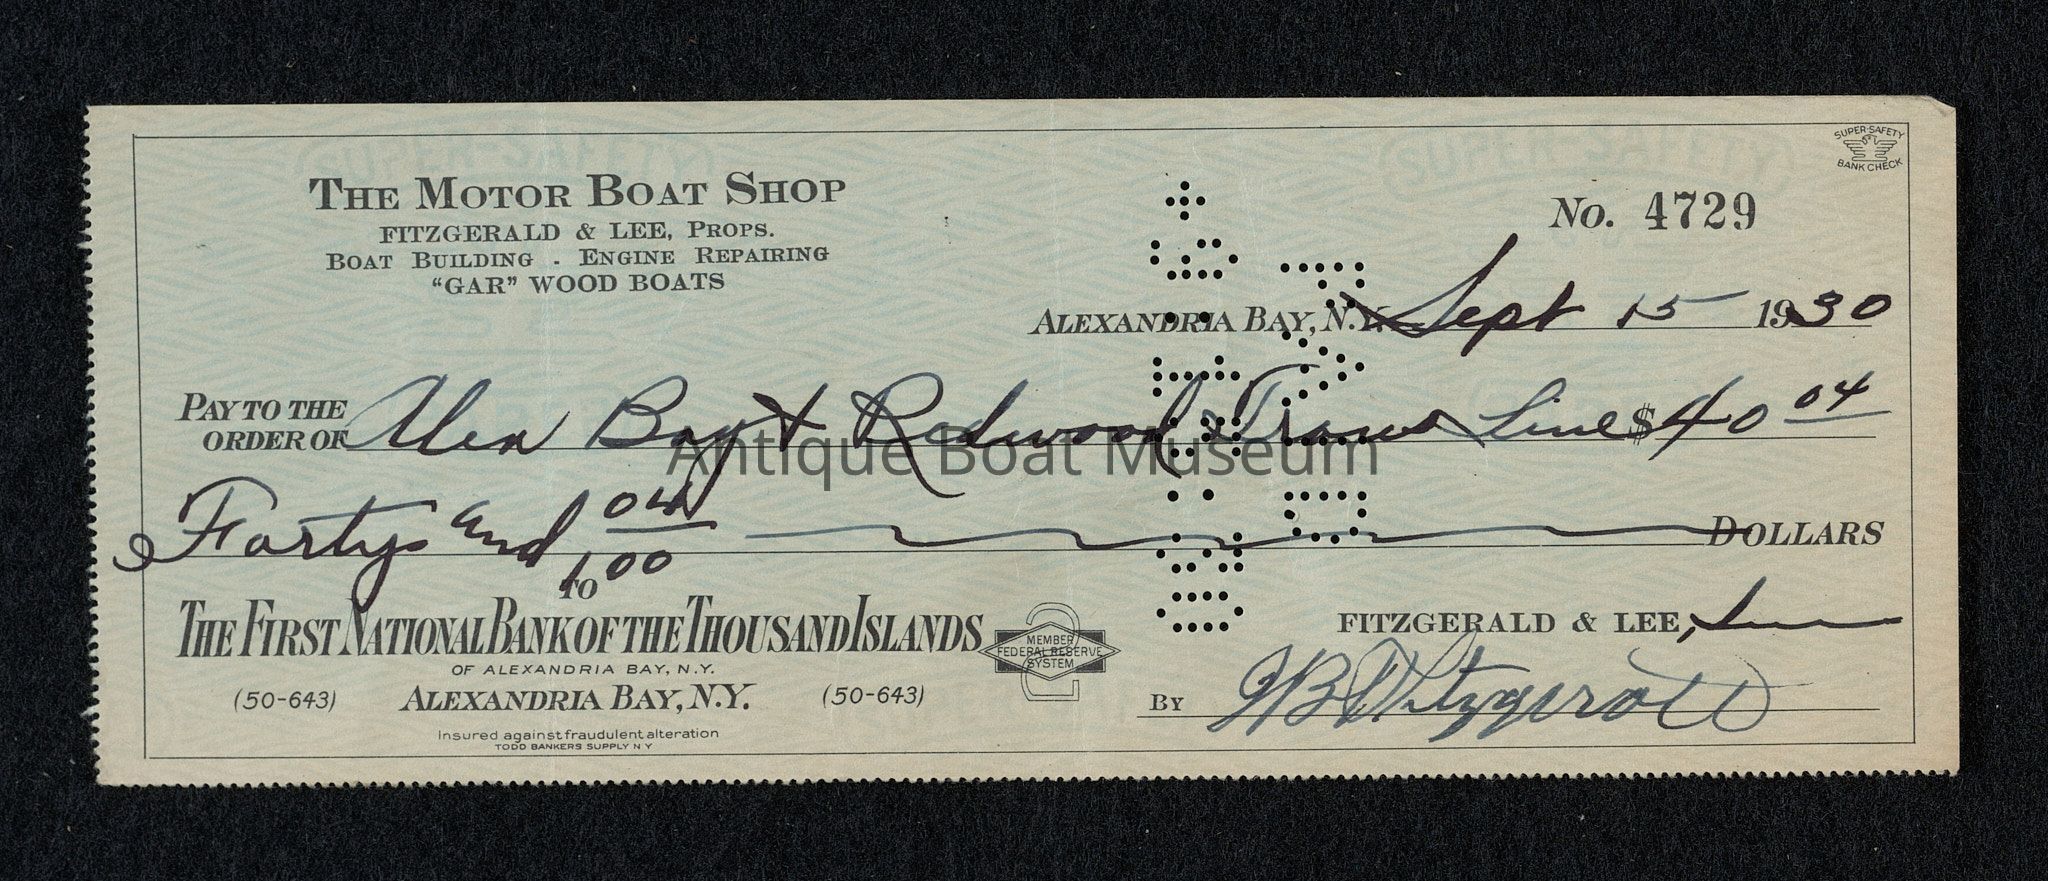 SUPER-SAFETY
BANK CHECK
THE MOTOR BOAT SHOP
FITZGERALD & LEE, PROPS.
BOAT BUILDING . ENGINE REPAIRING
"GAR" WOOD BOATS
No. 4729
ALEXANDRIA BAY, N.Y. Sept 15 1930
PAY TO THE
ORDER OF Alex Bay & Redwood Trans Line $40 04
Forty and 04/100 DOLLARS
Antique Boat Museum
TO
THE FIRST NATIONAL BANK OF THE THOUSAND ISLANDS
OF ALEXANDRIA BAY, N.Y.
(50-643) ALEXANDRIA BAY, N.Y. (50-643)
MEMBER
FEDERAL RESERVE
SYSTEM
2
Insured against fraudulent alteration
TODD BANKERS SUPPLY N Y
FITZGERALD & LEE, Inc
BY Fitzgerald